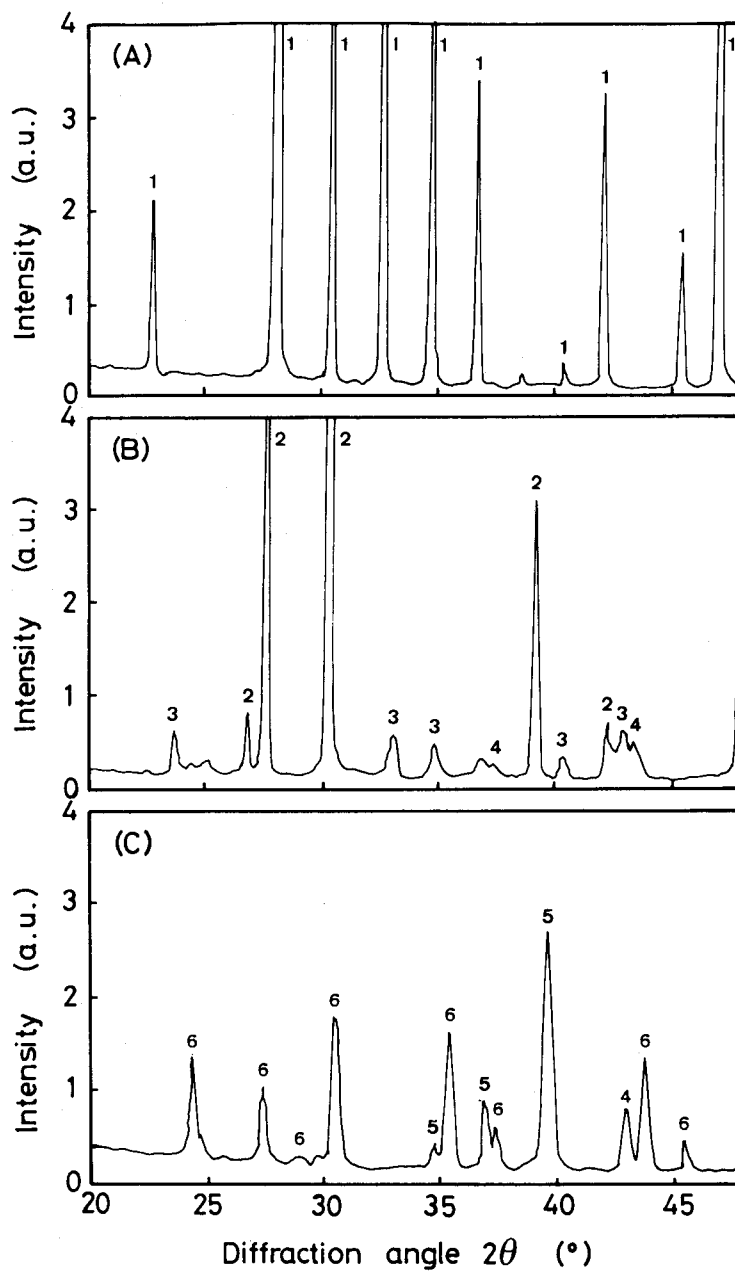 4 (A) 1 1 1 1 1
3 1 1
2 1 1
1 1
0
Intensity (a.u.)
4 (B) 2 2
3 2
2
1 3 2 3 3 4 3 2 3 4
0
Intensity (a.u.)
4 (C)
3 5
2 6 6
1 6 6 6 5 5 6 4 6 6
0
Intensity (a.u.)
20 25 30 35 40 45
Diffraction angle 2θ (°)